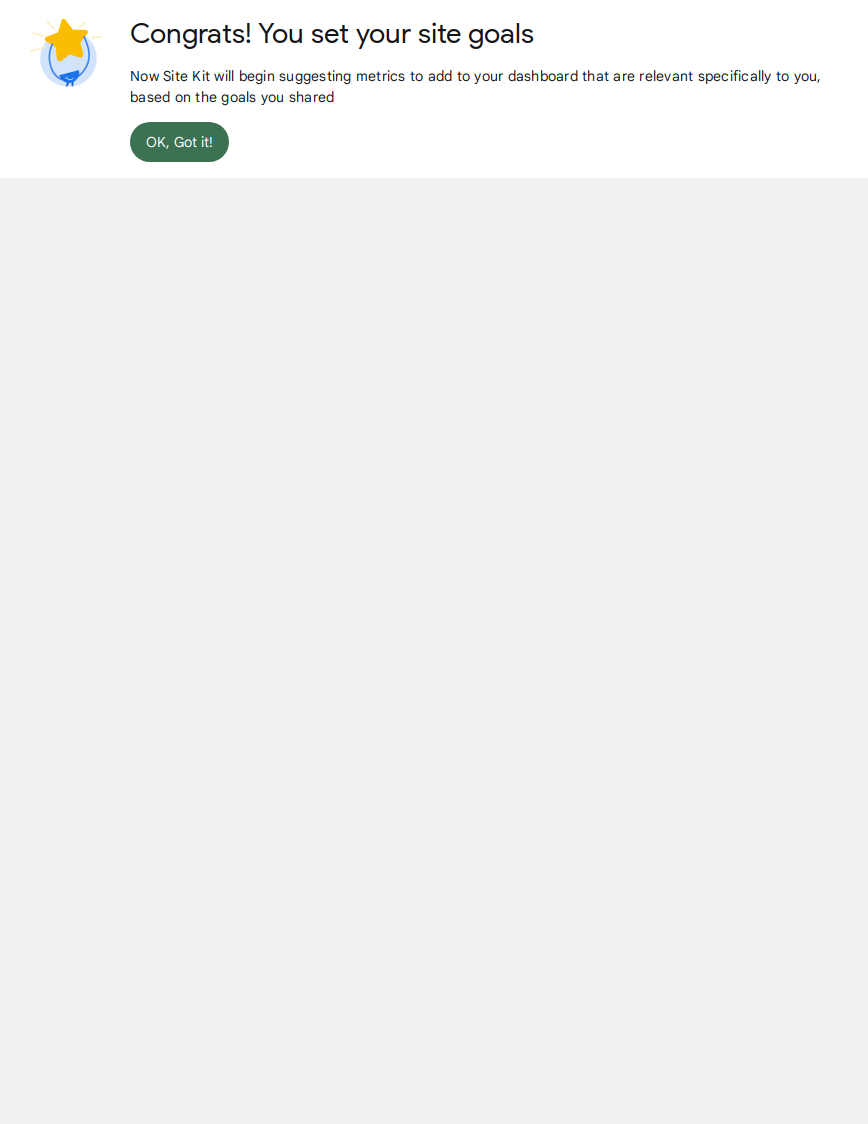 Congrats! You set your site goals
Now Site Kit will begin suggesting metrics to add to your dashboard that are relevant specifically to you,
based on the goals you shared
OK, Got it!